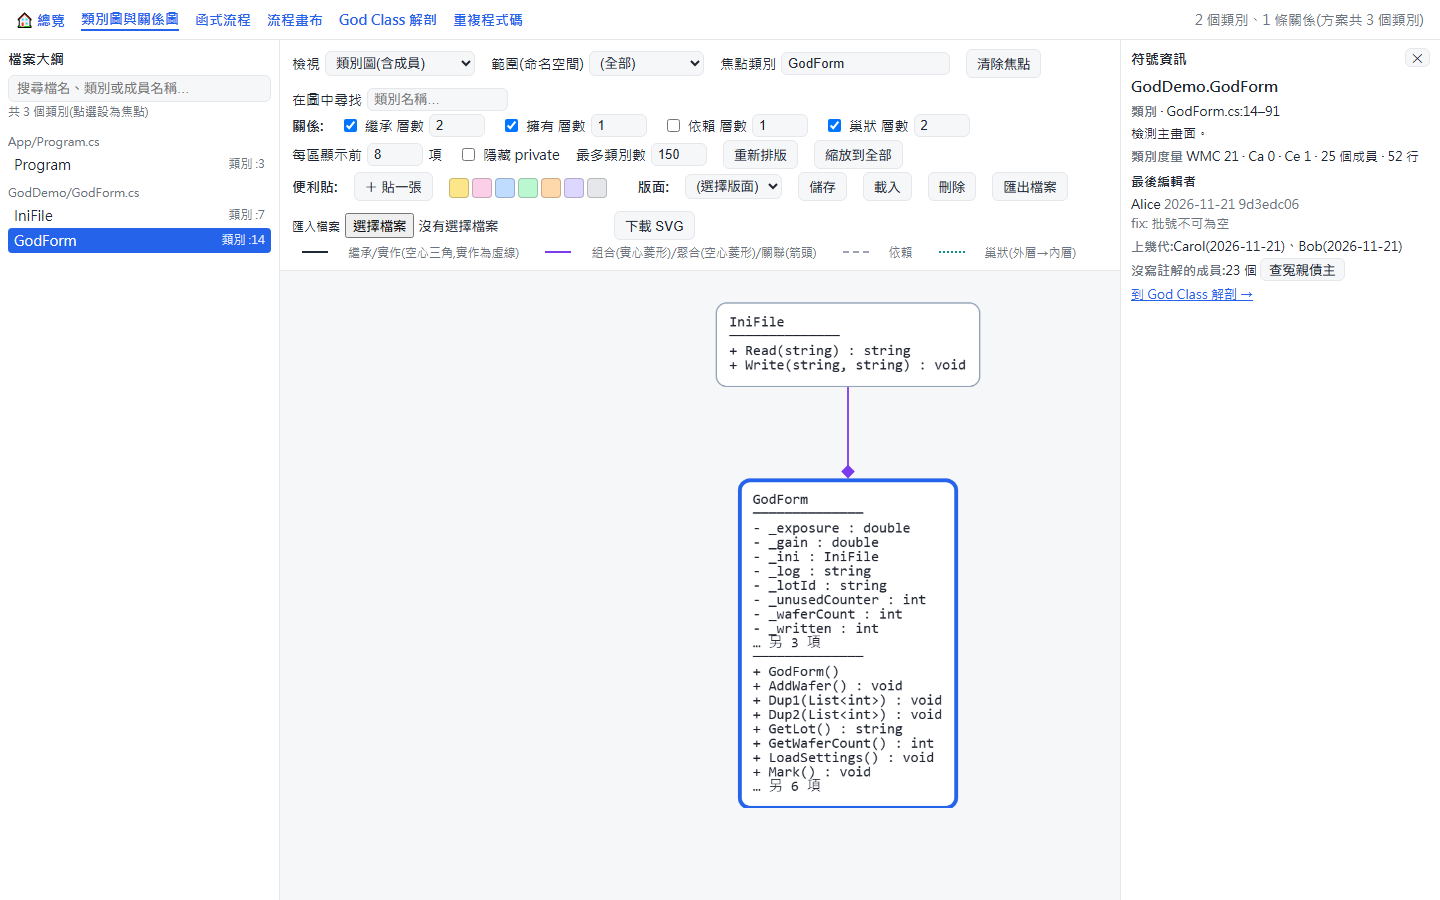 總覽 類別圖與關係圖 函式流程 流程畫布 God Class 解剖 重複程式碼 2 個類別、1 條關係(方案共 3 個類別)
檔案大綱
搜尋檔名、類別或成員名稱...
共 3 個類別(點選設為焦點)
App/Program.cs
Program 類別 :3
GodDemo/GodForm.cs
IniFile 類別 :7
GodForm 類別 :14
檢視 類別圖(含成員) 範圍(命名空間) (全部) 焦點類別 GodForm 清除焦點
在圖中尋找 類別名稱...
關係: 繼承 層數 2 擁有 層數 1 依賴 層數 1 巢狀 層數 2
每區顯示前 8 項 隱藏 private 最多類別數 150 重新排版 縮放到全部
便利貼: ＋ 貼一張 版面: (選擇版面) 儲存 載入 刪除 匯出檔案
匯入檔案 選擇檔案 沒有選擇檔案 下載 SVG
繼承/實作(空心三角,實作為虛線) 組合(實心菱形)/聚合(空心菱形)/關聯(箭頭) 依賴 巢狀(外層→內層)
IniFile
+ Read(string) : string
+ Write(string, string) : void
GodForm
- _exposure : double
- _gain : double
- _ini : IniFile
- _log : string
- _lotId : string
- _unusedCounter : int
- _waferCount : int
- _written : int
… 另 3 項
+ GodForm()
+ AddWafer() : void
+ Dup1(List<int>) : void
+ Dup2(List<int>) : void
+ GetLot() : string
+ GetWaferCount() : int
+ LoadSettings() : void
+ Mark() : void
… 另 6 項
符號資訊
GodDemo.GodForm
類別 · GodForm.cs:14–91
檢測主畫面。
類別度量 WMC 21 · Ca 0 · Ce 1 · 25 個成員 · 52 行
最後編輯者
Alice 2026-11-21 9d3edc06
fix: 批號不可為空
上幾代:Carol(2026-11-21)、Bob(2026-11-21)
沒寫註解的成員:23 個 查冤親債主
到 God Class 解剖 →